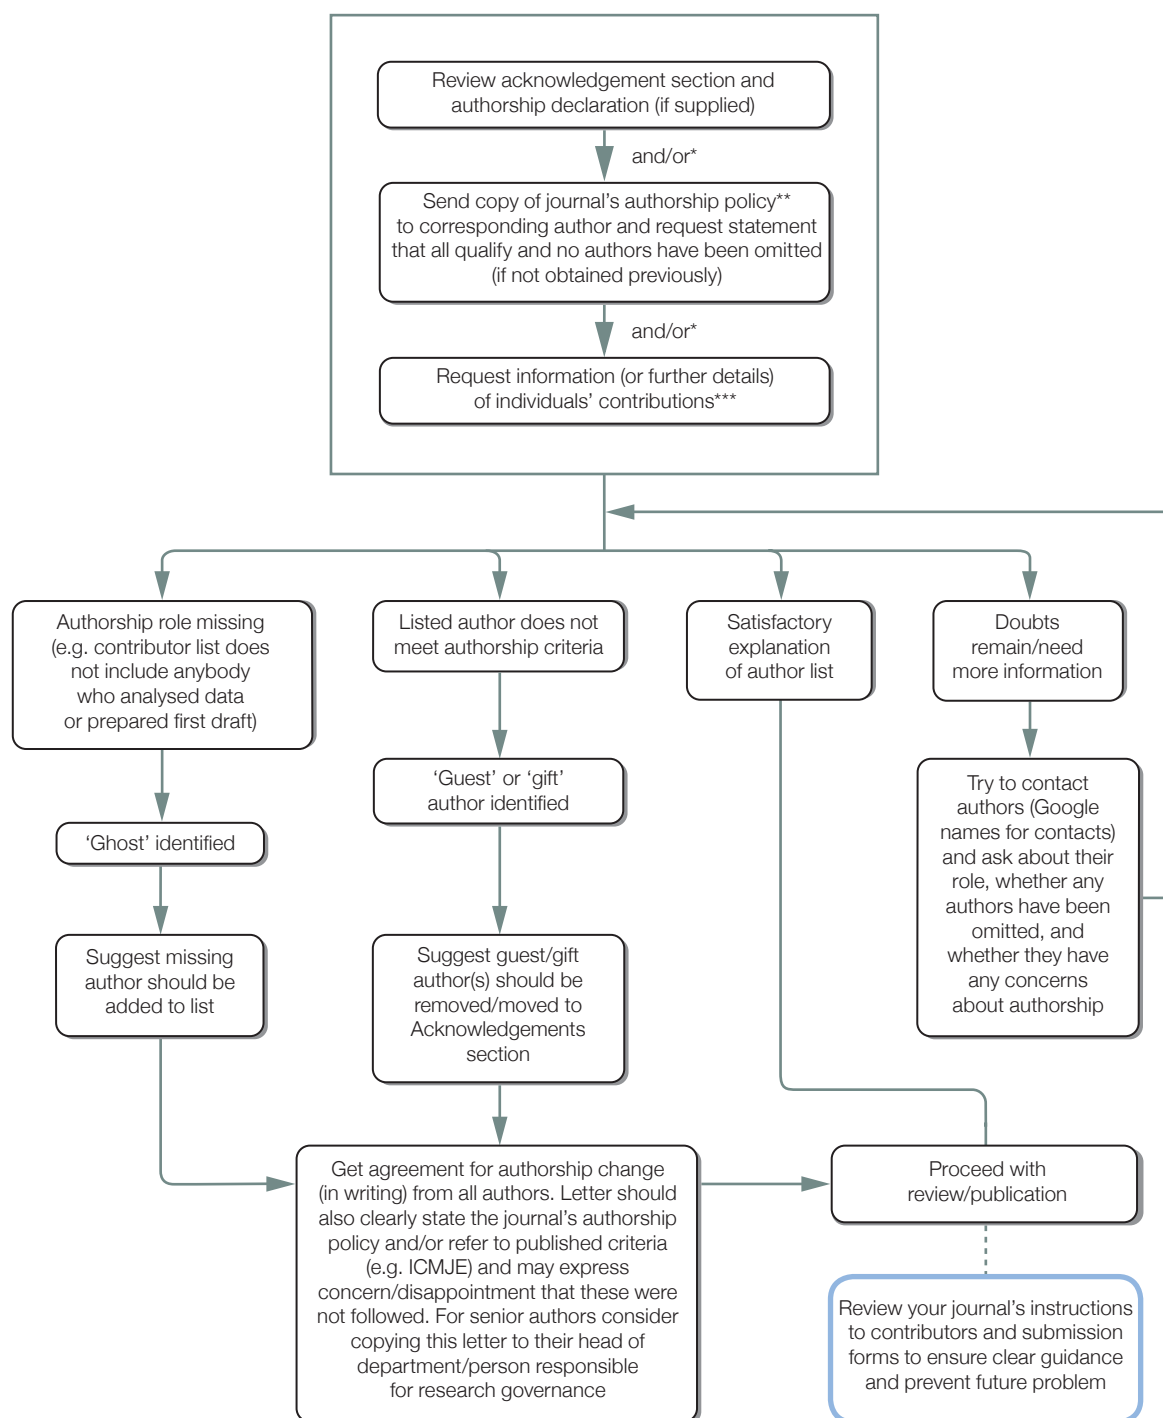 Review acknowledgement section and
authorship declaration (if supplied)
and/or*
Send copy of journal's authorship policy**
to corresponding author and request statement
that all qualify and no authors have been omitted
(if not obtained previously)
and/or*
Request information (or further details)
of individuals' contributions***
Authorship role missing
(e.g. contributor list does
not include anybody
who analysed data
or prepared first draft)
'Ghost' identified
Suggest missing
author should be
added to list
Listed author does not
meet authorship criteria
'Guest' or 'gift'
author identified
Suggest guest/gift
author(s) should be
removed/moved to
Acknowledgements
section
Satisfactory
explanation
of author list
Doubts
remain/need
more information
Try to contact
authors (Google
names for contacts)
and ask about their
role, whether any
authors have been
omitted, and
whether they have
any concerns
about authorship
Get agreement for authorship change
(in writing) from all authors. Letter should
also clearly state the journal's authorship
policy and/or refer to published criteria
(e.g. ICMJE) and may express
concern/disappointment that these were
not followed. For senior authors consider
copying this letter to their head of
department/person responsible
for research governance
Proceed with
review/publication
Review your journal's instructions
to contributors and submission
forms to ensure clear guidance
and prevent future problem